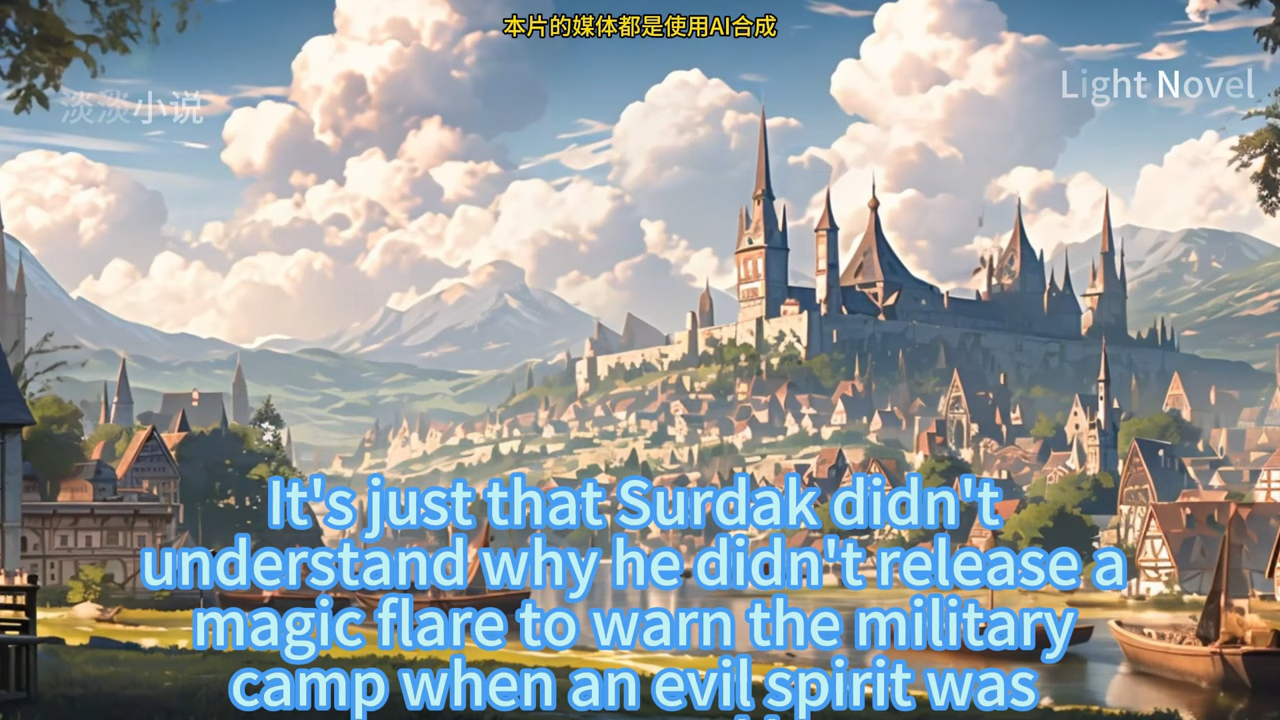 本片的媒体都是使用AI合成
淡淡小说
Light Novel
It's just that Surdak didn't
understand why he didn't release a
magic flare to warn the military
camp when an evil spirit was